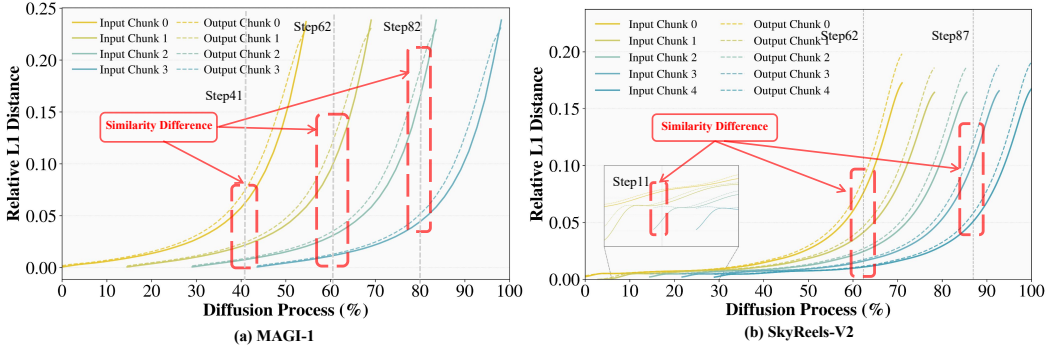 Input Chunk 0
Input Chunk 1
Input Chunk 2
Input Chunk 3
Output Chunk 0
Output Chunk 1
Output Chunk 2
Output Chunk 3
Step41
Step62
Step82
Similarity Difference
Relative L1 Distance
0.25
0.20
0.15
0.10
0.05
0.00
0 10 20 30 40 50 60 70 80 90 100
Diffusion Process (%)
(a) MAGI-1
Input Chunk 0
Input Chunk 1
Input Chunk 2
Input Chunk 3
Input Chunk 4
Output Chunk 0
Output Chunk 1
Output Chunk 2
Output Chunk 3
Output Chunk 4
Step62
Step87
Similarity Difference
Step11
Relative L1 Distance
0.20
0.15
0.10
0.05
0.00
0 10 20 30 40 50 60 70 80 90 100
Diffusion Process (%)
(b) SkyReels-V2